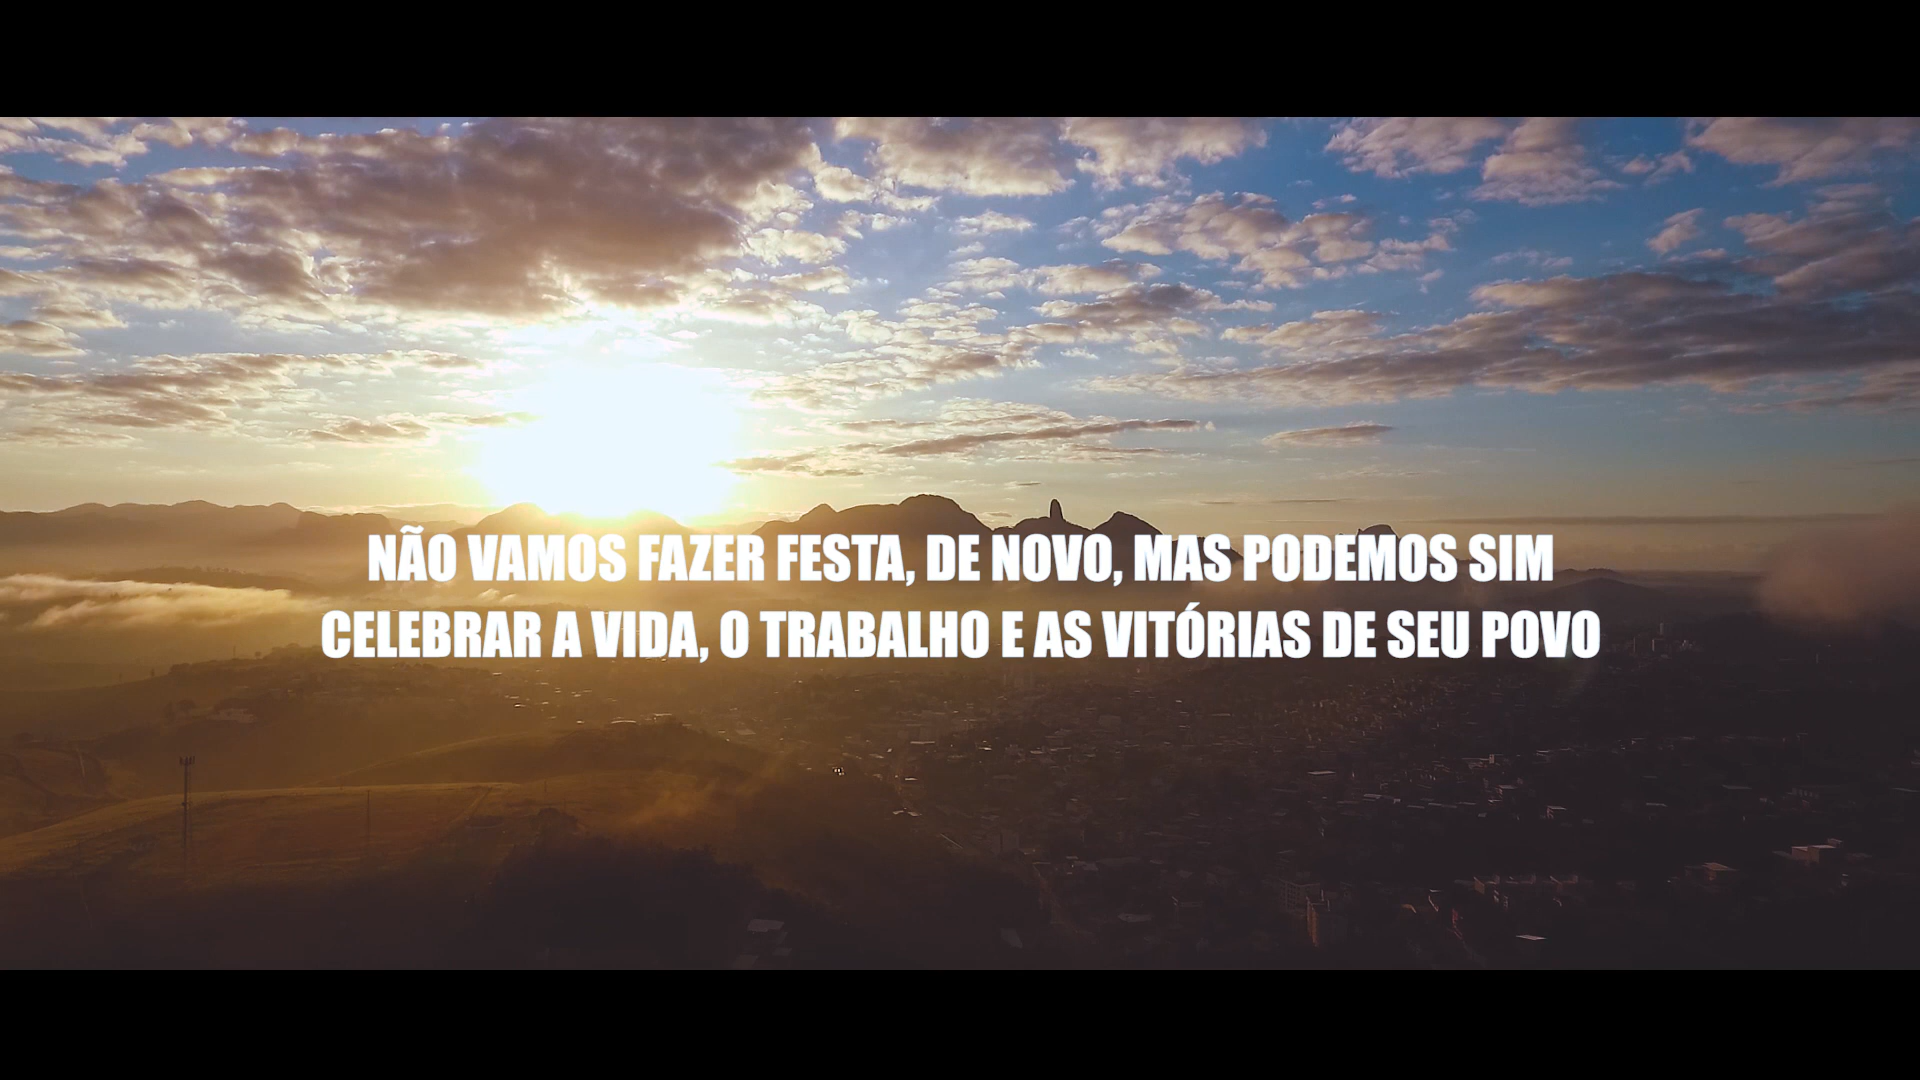 NÃO VAMOS FAZER FESTA, DE NOVO, MAS PODEMOS SIM
CELEBRAR A VIDA, O TRABALHO E AS VITÓRIAS DE SEU POVO